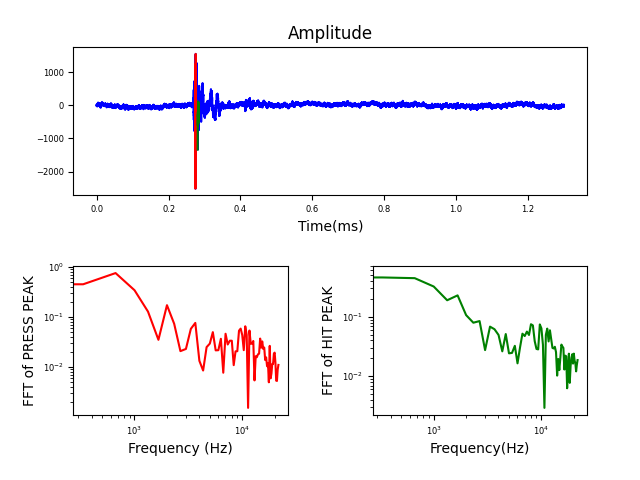 Amplitude
1000
0
−1000
−2000
0.0 0.2 0.4 0.6 0.8 1.0 1.2
Time(ms)
FFT of PRESS PEAK
10⁰
10⁻¹
10⁻²
10³ 10⁴
Frequency (Hz)
FFT of HIT PEAK
10⁻¹
10⁻²
10³ 10⁴
Frequency(Hz)